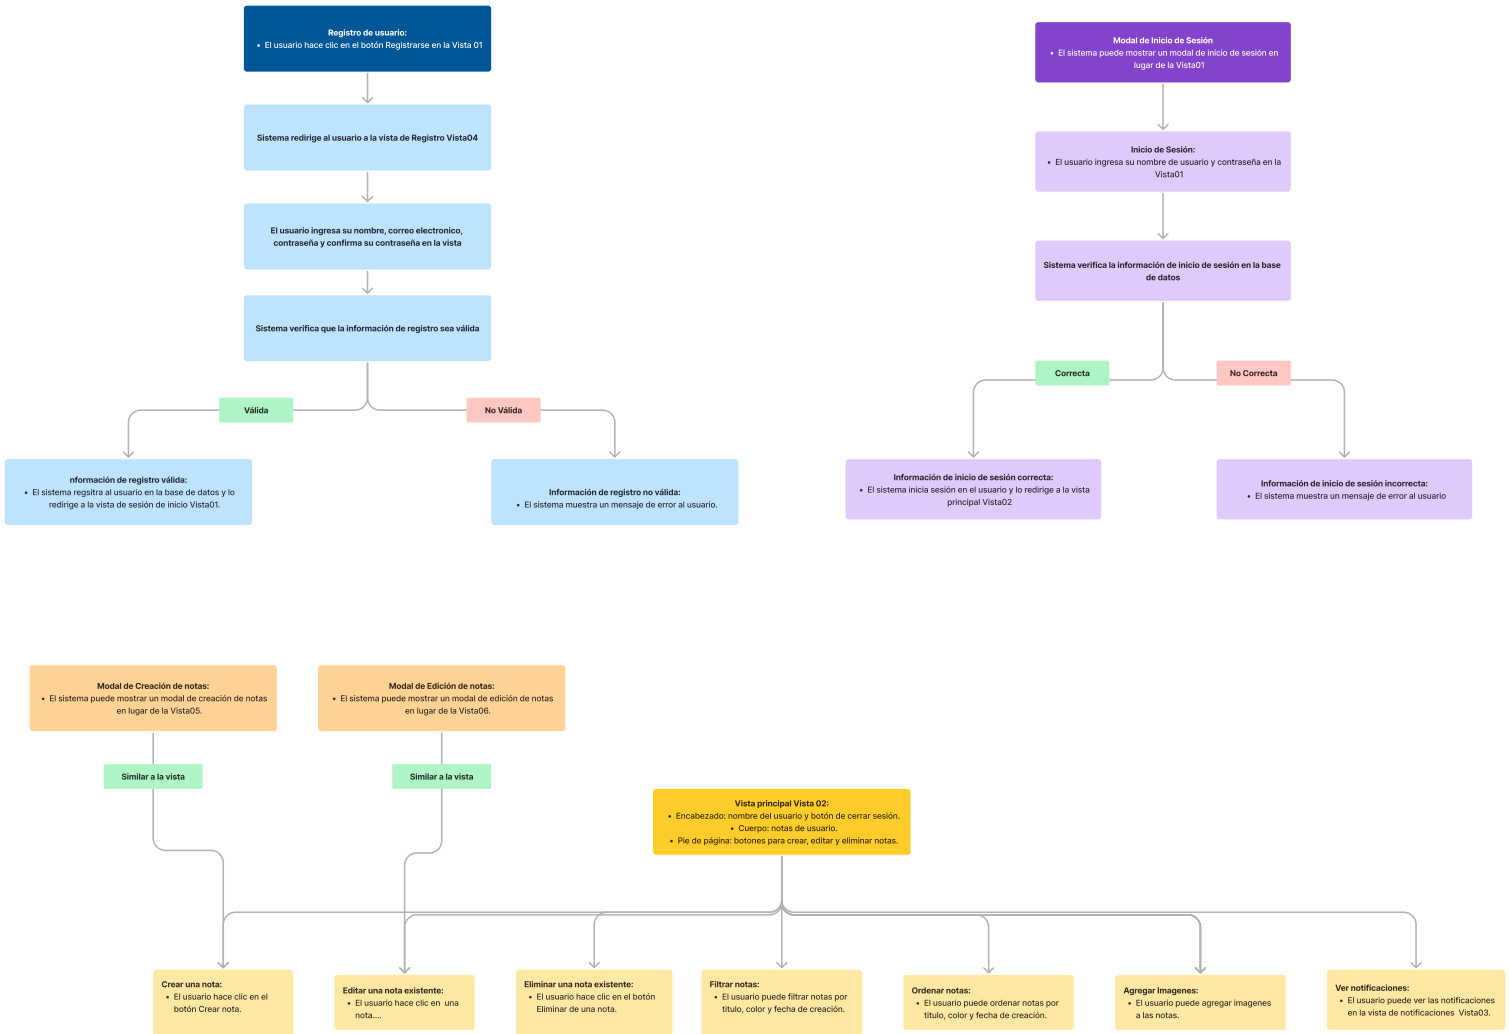 Registro de usuario:
• El usuario hace clic en el botón Registrarse en la Vista 01
Sistema redirige al usuario a la vista de Registro Vista04
El usuario ingresa su nombre, correo electronico,
contraseña y confirma su contraseña en la vista
Sistema verifica que la información de registro sea válida
Válida
No Válida
nformación de registro válida:
• El sistema regsitra al usuario en la base de datos y lo
redirige a la vista de sesión de inicio Vista01.
Información de registro no válida:
• El sistema muestra un mensaje de error al usuario.
Modal de Inicio de Sesión
• El sistema puede mostrar un modal de inicio de sesión en
lugar de la Vista01
Inicio de Sesión:
• El usuario ingresa su nombre de usuario y contraseña en la
Vista01
Sistema verifica la información de inicio de sesión en la base
de datos
Correcta
No Correcta
Información de inicio de sesión correcta:
• El sistema inicia sesión en el usuario y lo redirige a la vista
principal Vista02
Información de inicio de sesión incorrecta:
• El sistema muestra un mensaje de error al usuario
Modal de Creación de notas:
• El sistema puede mostrar un modal de creación de notas
en lugar de la Vista05.
Modal de Edición de notas:
• El sistema puede mostrar un modal de edición de notas
en lugar de la Vista06.
Similar a la vista
Similar a la vista
Vista principal Vista 02:
• Encabezado: nombre del usuario y botón de cerrar sesión.
• Cuerpo: notas de usuario.
• Pie de página: botones para crear, editar y eliminar notas.
Crear una nota:
• El usuario hace clic en el
botón Crear nota.
Editar una nota existente:
• El usuario hace clic en una
nota....
Eliminar una nota existente:
• El usuario hace clic en el botón
Eliminar de una nota.
Filtrar notas:
• El usuario puede filtrar notas por
titulo, color y fecha de creación.
Ordenar notas:
• El usuario puede ordenar notas por
titulo, color y fecha de creación.
Agregar Imagenes:
• El usuario puede agregar imagenes
a las notas.
Ver notificaciones:
• El usuario puede ver las notificaciones
en la vista de notificaciones Vista03.